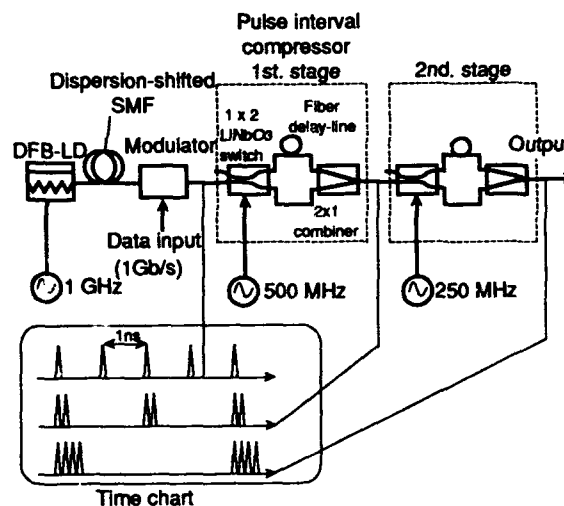 Pulse interval
compressor
1st. stage
2nd. stage
Dispersion-shifted
SMF
1 x 2
LiNbO3
switch
Fiber
delay-line
DFB-LD
Modulator
Output
2x1
combiner
Data input
(1Gb/s)
1 GHz
500 MHz
250 MHz
1ns
Time chart